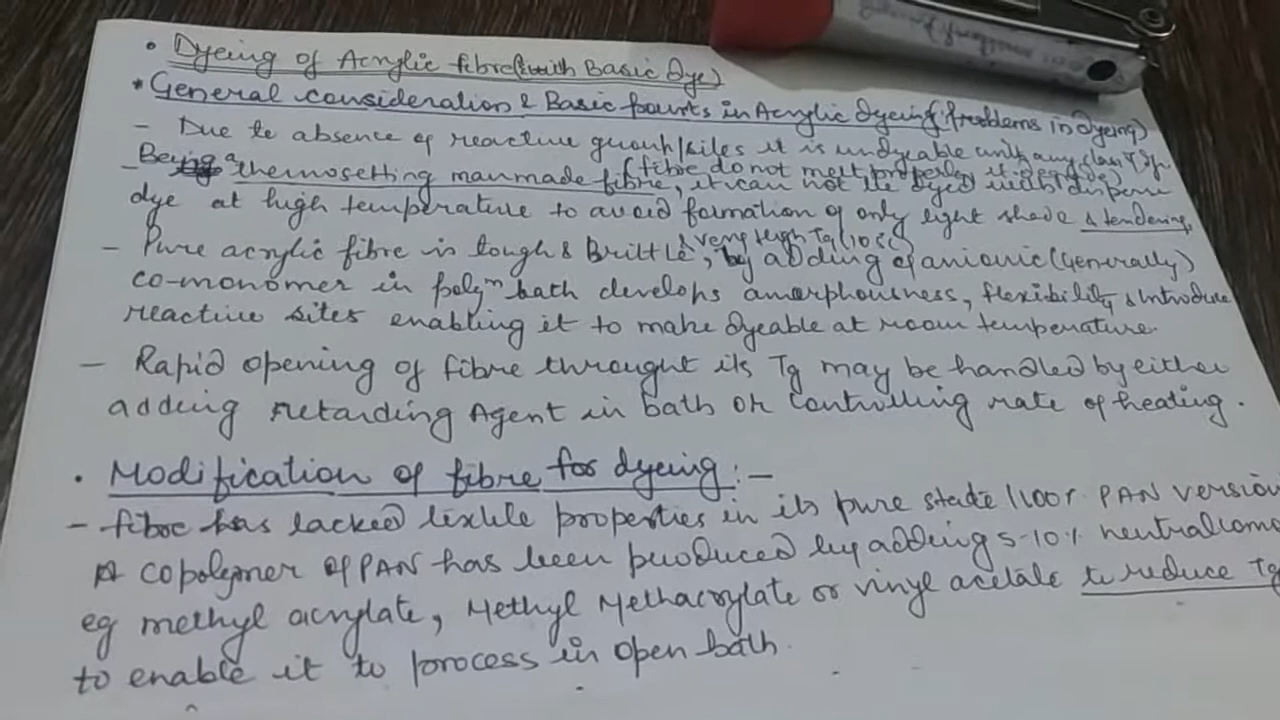 • Dyeing of Acrylic fibre (with Basic Dye)
* General consideration & Basic points in Acrylic dyeing (Problems in dyeing)
- Due to absence of reactive group/sites it is undyeable with any class of
(fibre do not melt properly it degrade)
- Being a thermosetting manmade fibre, it can not be dyed with disperse
dye at high temperature to avoid formation of only light shade & tendering
& very high Tg (105c)
- Pure acrylic fibre is tough & Brittle, by adding of anionic (Generally)
co-monomer in polyⁿ bath develops amorphousness, flexibility & introduce
reactive sites enabling it to make dyeable at room temperature.
- Rapid opening of fibre throught its Tg may be handled by either
adding retarding Agent in bath or controlling rate of heating.
• Modification of fibre for dyeing :-
- fibre has lacked textile properties in its pure state /100% PAN version
A copolymer of PAN has been produced by adding 5-10% neutral como
eg methyl acrylate, Methyl Methacrylate or vinyl acetate to reduce Tg
to enable it to process in open bath.